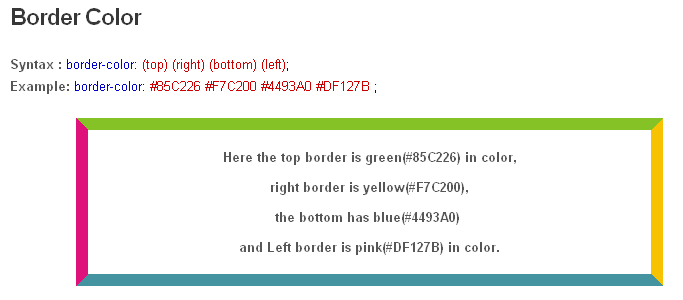 Border Color
Syntax : border-color: (top) (right) (bottom) (left);
Example: border-color: #85C226 #F7C200 #4493A0 #DF127B ;
Here the top border is green(#85C226) in color,
right border is yellow(#F7C200),
the bottom has blue(#4493A0)
and Left border is pink(#DF127B) in color.